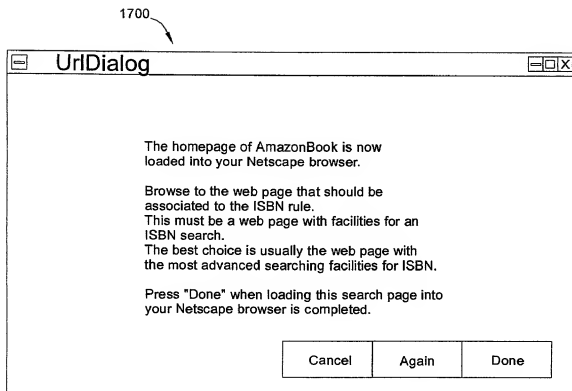 1700
UrlDialog
The homepage of AmazonBook is now
loaded into your Netscape browser.
Browse to the web page that should be
associated to the ISBN rule.
This must be a web page with facilities for an
ISBN search.
The best choice is usually the web page with
the most advanced searching facilities for ISBN.
Press "Done" when loading this search page into
your Netscape browser is completed.
Cancel Again Done